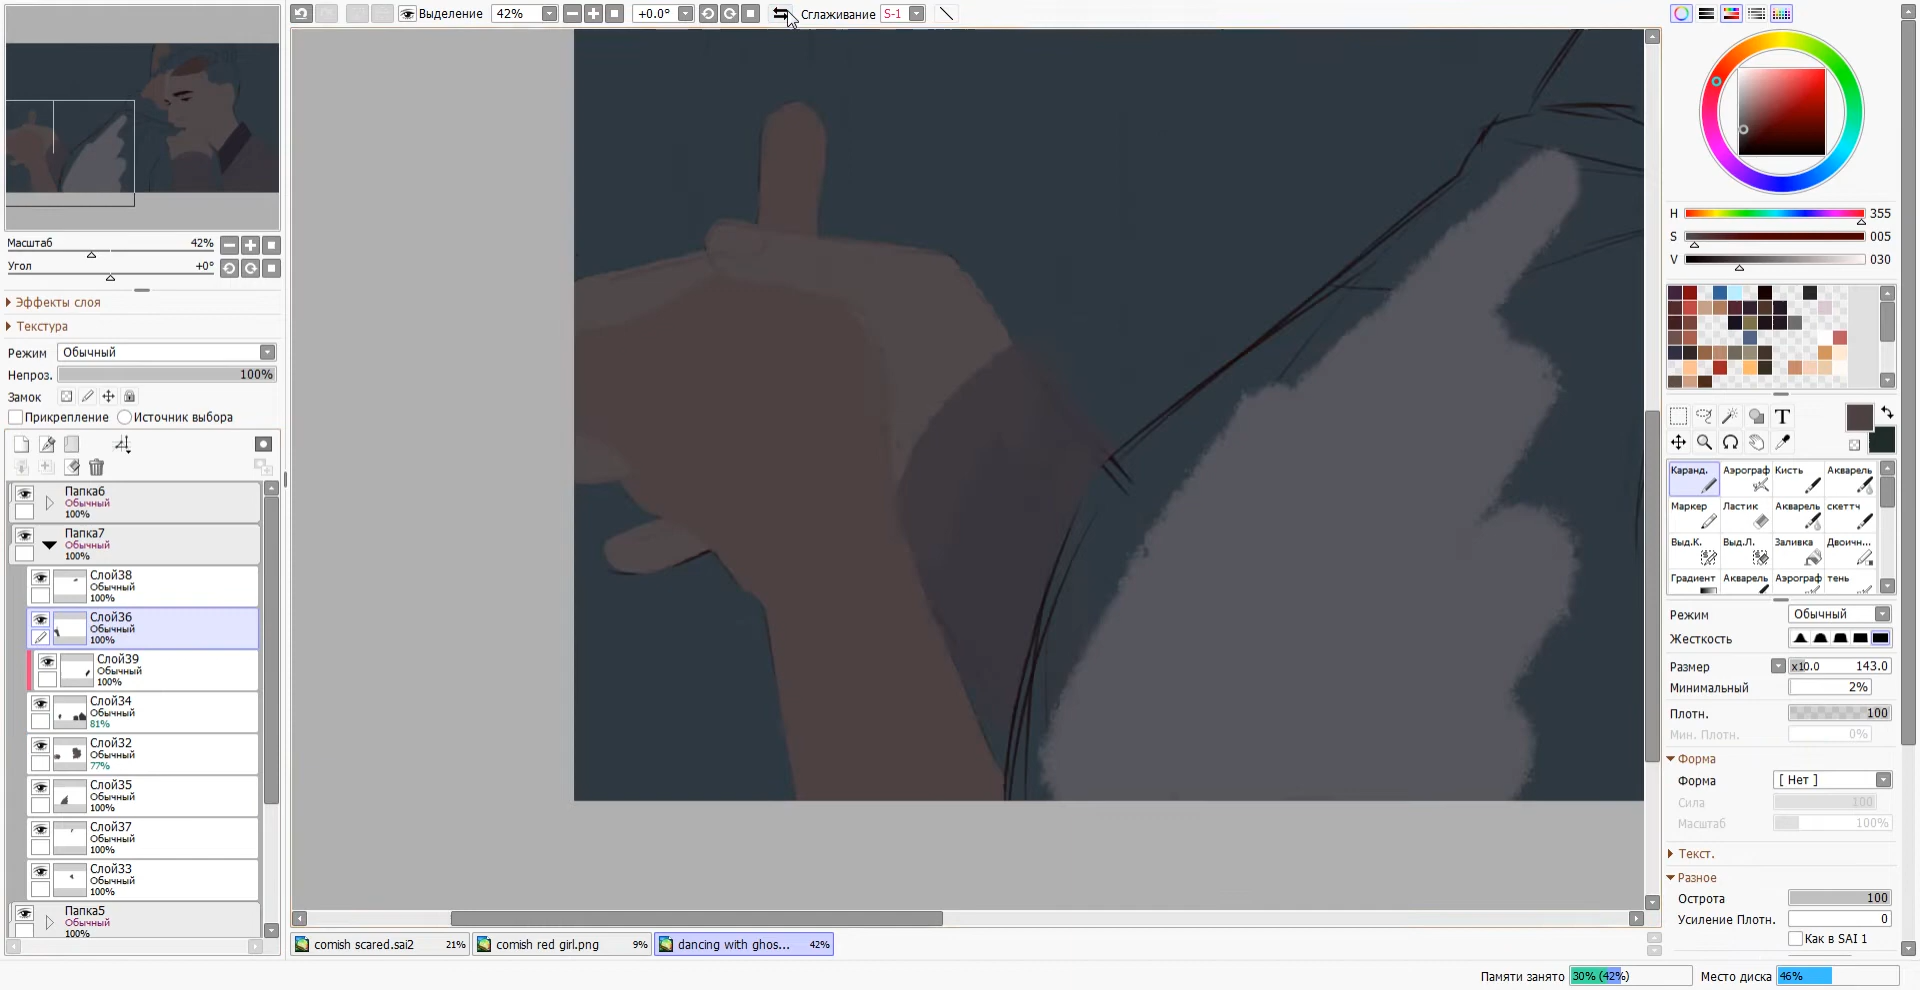 Выделение 42% +0.0° Сглаживание S-1
Масштаб 42%
Угол +0°
Эффекты слоя
Текстура
Режим Обычный
Непроз. 100%
Замок
Прикрепление Источник выбора
Папка6
Обычный
100%
Папка7
Обычный
100%
Слой38
Обычный
100%
Слой36
Обычный
100%
Слой39
Обычный
100%
Слой34
Обычный
81%
Слой32
Обычный
77%
Слой35
Обычный
100%
Слой37
Обычный
100%
Слой33
Обычный
100%
Папка5
Обычный
100%
comish scared.sai2 21%
comish red girl.png 9%
dancing with ghos... 42%
H 355
S 005
V 030
T
Каранд. Аэрограф Кисть Акварель
Маркер Ластик Акварель скеттч
Выд.К. Выд.Л. Заливка Двоичн...
Градиент Акварель Аэрограф тень
Режим Обычный
Жесткость
Размер x10.0 143.0
Минимальный 2%
Плотн. 100
Мин. Плотн. 0%
Форма
Форма [ Нет ]
Сила 100
Масштаб 100%
Текст.
Разное
Острота 100
Усиление Плотн. 0
Как в SAI 1
Памяти занято 30% (42%) Место диска 46%